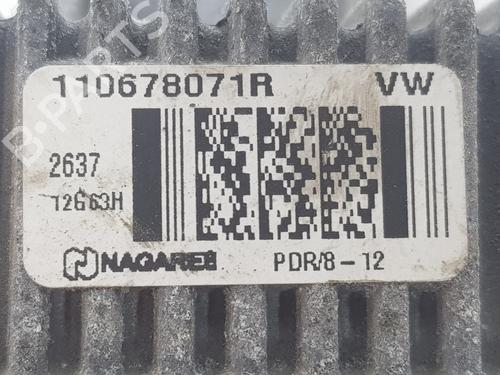 110678071R VW
2637
12G63H
NAGARES PDR/8-12
B-PARTS